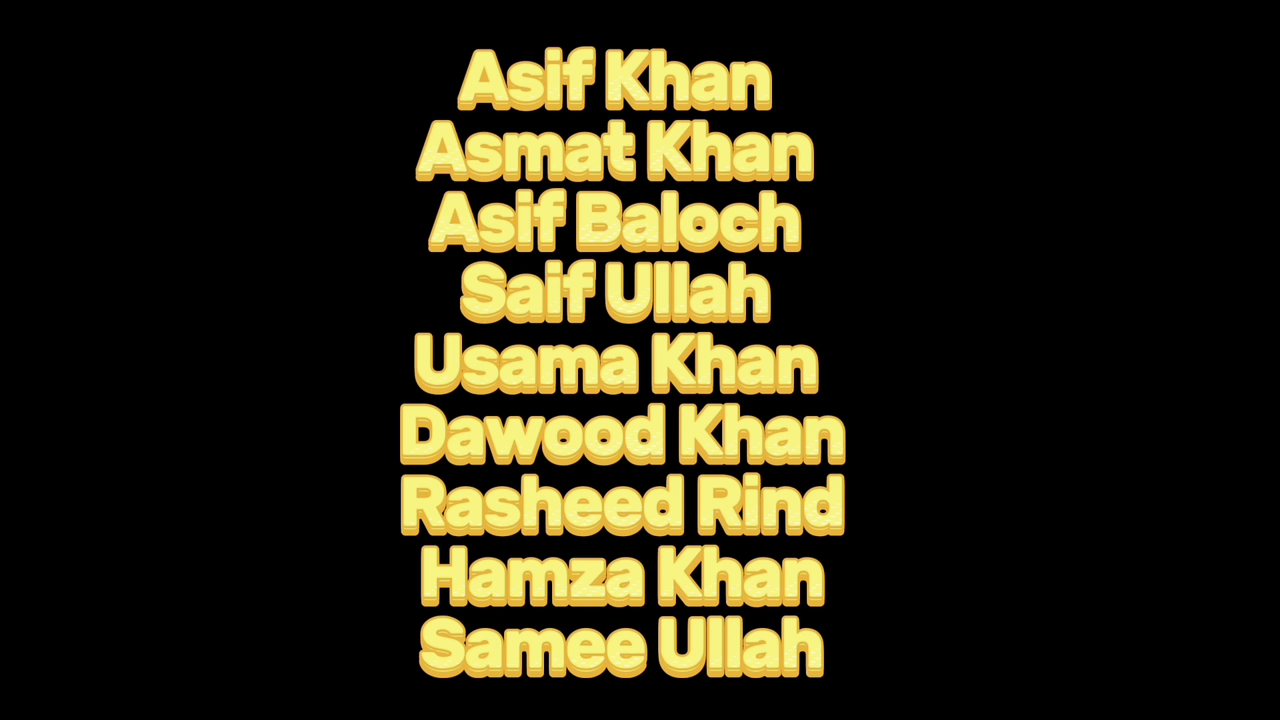 Asif Khan
Asmat Khan
Asif Baloch
Saif Ullah
Usama Khan
Dawood Khan
Rasheed Rind
Hamza Khan
Samee Ullah